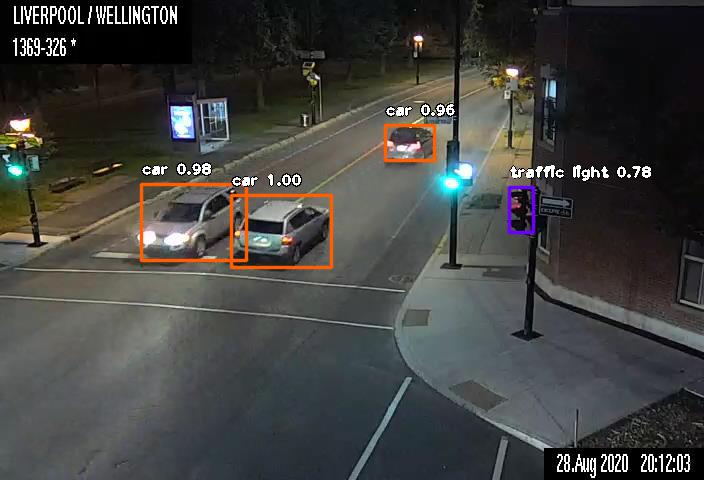 LIVERPOOL / WELLINGTON
1369-326 *
car 0.96
car 0.98
car 1.00
traffic light 0.78
28.Aug 2020 20:12:03